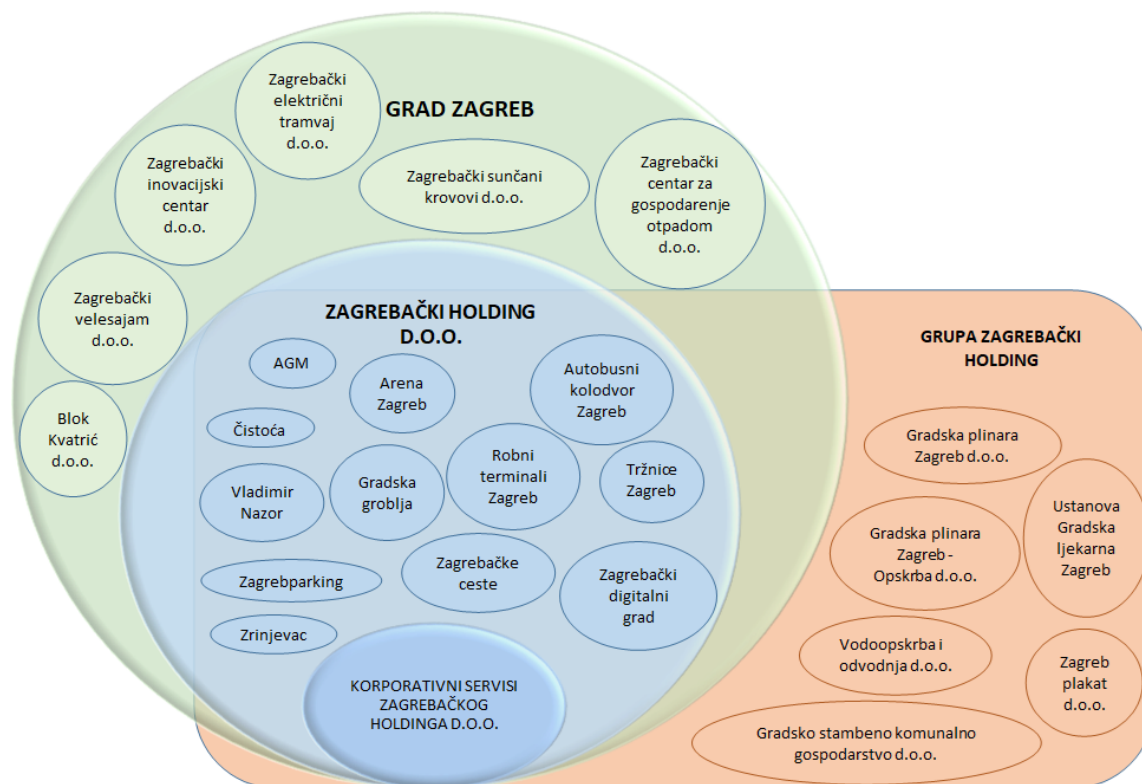 GRAD ZAGREB
Zagrebački
električni
tramvaj
d.o.o.
Zagrebački
inovacijski
centar
d.o.o.
Zagrebački sunčani
krovovi d.o.o.
Zagrebački
centar za
gospodarenje
otpadom
d.o.o.
Zagrebački
velesajam
d.o.o.
Blok
Kvatrić
d.o.o.
ZAGREBAČKI HOLDING
D.O.O.
AGM
Arena
Zagreb
Autobusni
kolodvor
Zagreb
Čistoća
Vladimir
Nazor
Gradska
groblja
Robni
terminali
Zagreb
Tržnice
Zagreb
Zagrebparking
Zagrebačke
ceste
Zagrebački
digitalni
grad
Zrinjevac
KORPORATIVNI SERVISI
ZAGREBAČKOG
HOLDINGA D.O.O.
GRUPA ZAGREBAČKI
HOLDING
Gradska plinara
Zagreb d.o.o.
Ustanova
Gradska
ljekarna
Zagreb
Gradska plinara
Zagreb -
Opskrba d.o.o.
Vodoopskrba i
odvodnja d.o.o.
Zagreb
plakat
d.o.o.
Gradsko stambeno komunalno
gospodarstvo d.o.o.